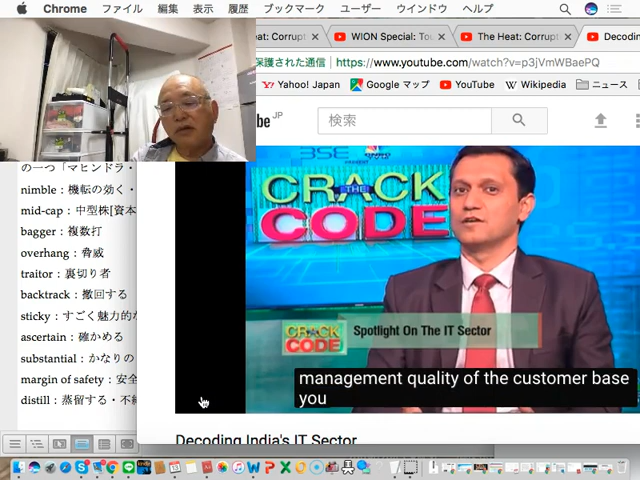 Chrome ファイル 編集 表示 履歴 ブックマーク ユーザー ウインドウ ヘルプ
eat: Corrupt
WION Special: Tou
The Heat: Corrupt
Decodin
保護された通信 | https://www.youtube.com/watch?v=p3jVmWBaePQ
Yahoo! Japan Google マップ YouTube Wikipedia ニュース
JP
検索
の一つ「マヒンドラ・
nimble：機転の効く・
mid-cap：中型株[資本
bagger：複数打
overhang：脅威
traitor：裏切り者
backtrack：撤回する
sticky：すごく魅力的な
ascertain：確かめる
substantial：かなりの
margin of safety：安全
distill：蒸留する・不純
BSE
CRACK
THE
CODE
CRACK
THE
CODE
Spotlight On The IT Sector
management quality of the customer base
you
Decoding India's IT Sector